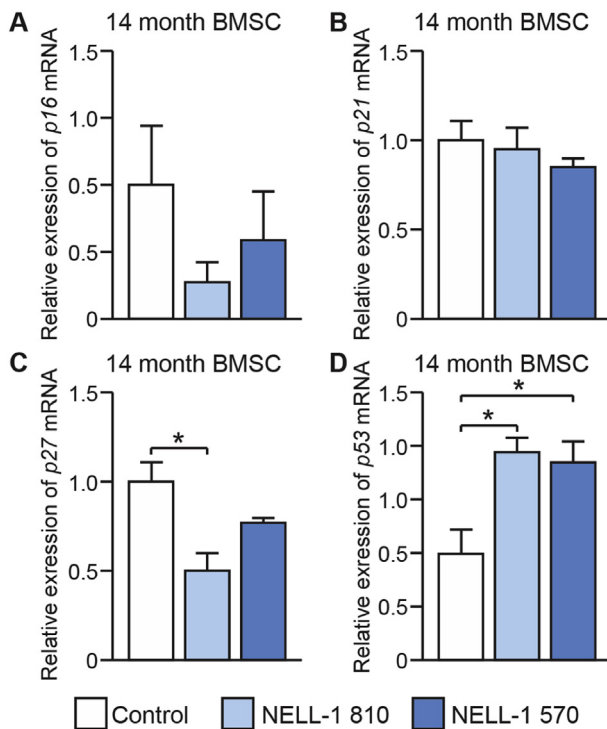 A 14 month BMSC
Relative exression of p16 mRNA
1.5
1.0
0.5
0.5
0
B 14 month BMSC
Relative expression of p21 mRNA
1.5
1.0
0.5
0
C 14 month BMSC
Relative expression of p27 mRNA
1.5
1.0
0.5
0
*
D 14 month BMSC
Relative expression of p53 mRNA
1.5
1.0
1.0
0.5
0.5
0
*
*
Control NELL-1 810 NELL-1 570